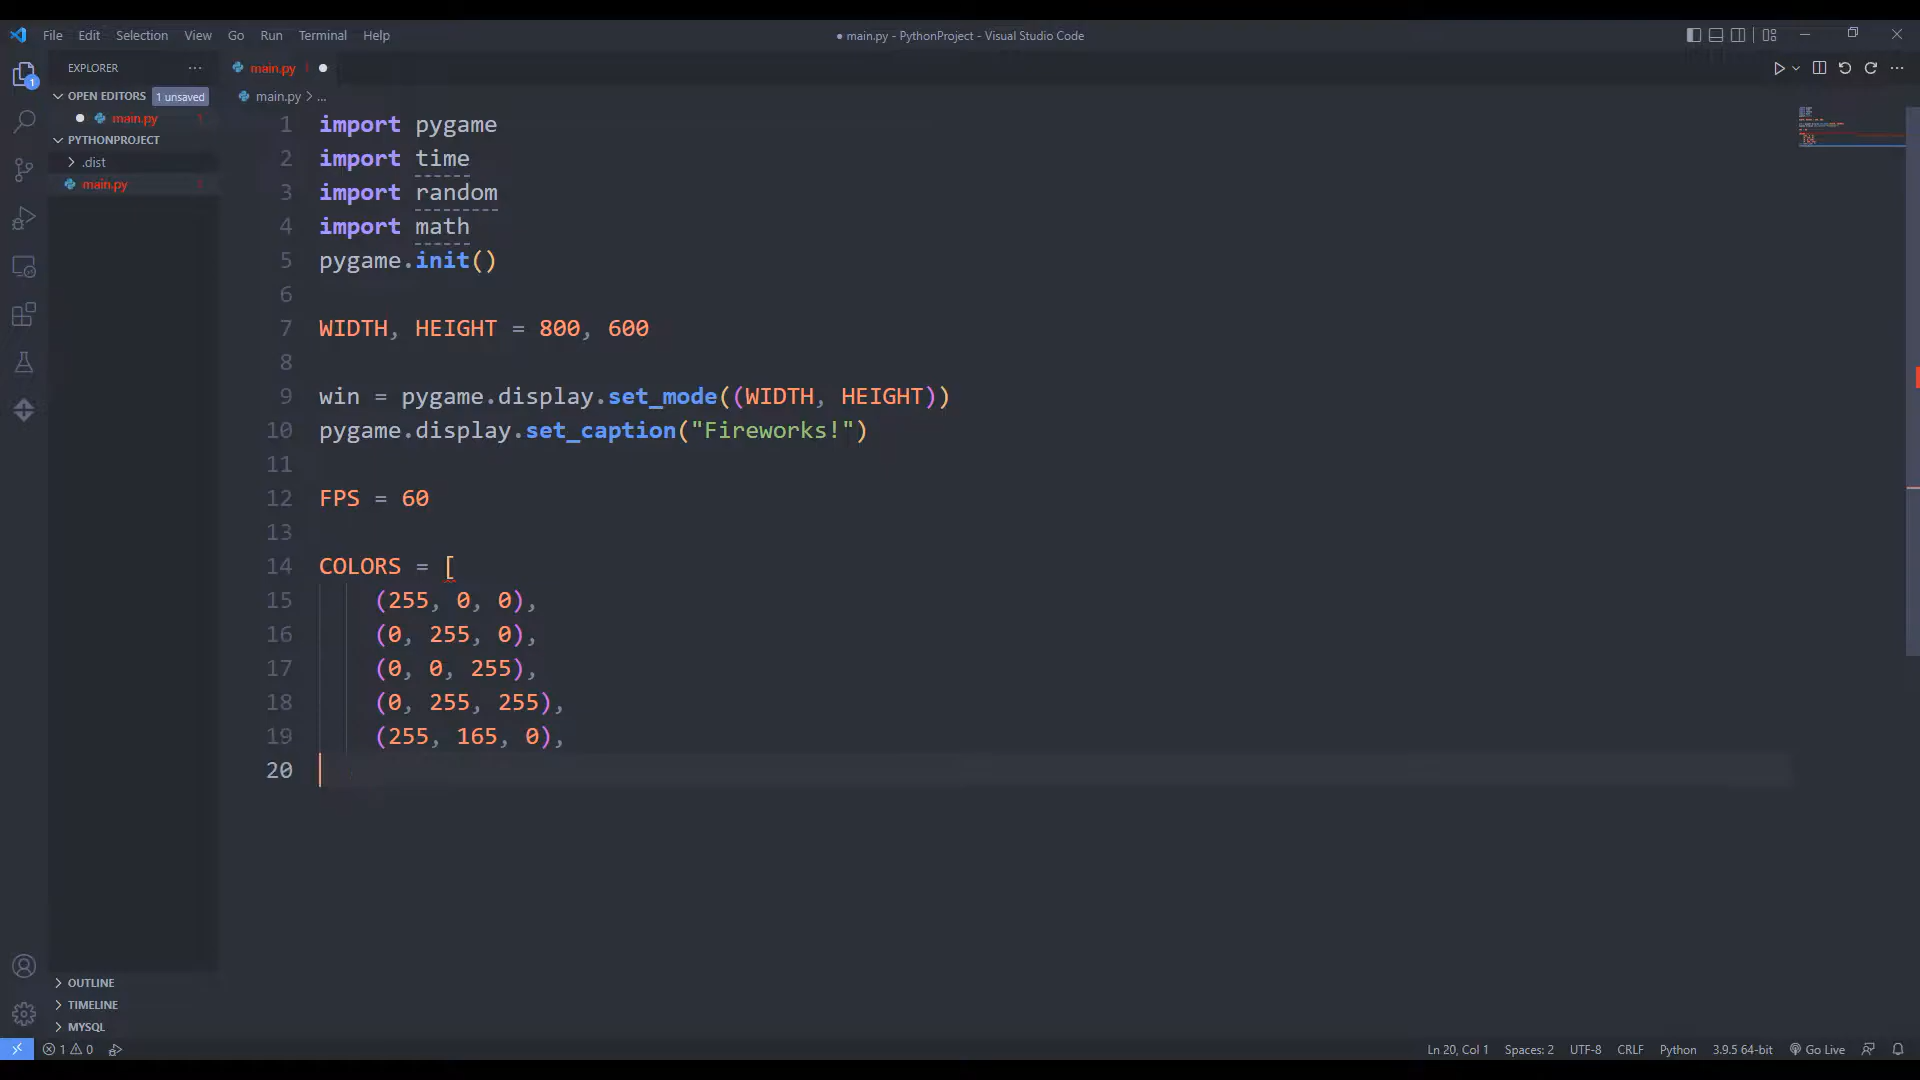 File Edit Selection View Go Run Terminal Help
● main.py - PythonProject - Visual Studio Code
EXPLORER
main.py
OPEN EDITORS 1 unsaved
main.py > ...
main.py 1
PYTHONPROJECT
.dist
main.py 1
1 import pygame
2 import time
3 import random
4 import math
5 pygame.init()
6
7 WIDTH, HEIGHT = 800, 600
8
9 win = pygame.display.set_mode((WIDTH, HEIGHT))
10 pygame.display.set_caption("Fireworks!")
11
12 FPS = 60
13
14 COLORS = [
15 (255, 0, 0),
16 (0, 255, 0),
17 (0, 0, 255),
18 (0, 255, 255),
19 (255, 165, 0),
20
OUTLINE
TIMELINE
MYSQL
1 0 Ln 20, Col 1 Spaces: 2 UTF-8 CRLF Python 3.9.5 64-bit Go Live